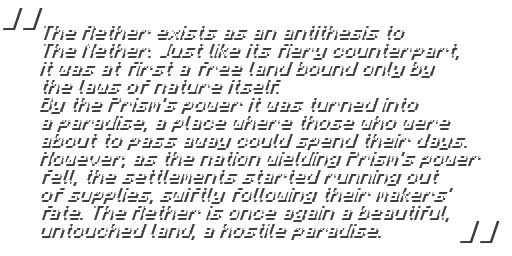 "The Aether exists as an antithesis to
The Nether. Just like its fiery counterpart,
it was at first a free land bound only by
the laws of nature itself.
By the Prism's power it was turned into
a paradise, a place where those who were
about to pass away could spend their days.
However, as the nation wielding Prism's power
fell, the settlements started running out
of supplies, swiftly following their makers'
fate. The Aether is once again a beautiful,
untouched land, a hostile paradise."